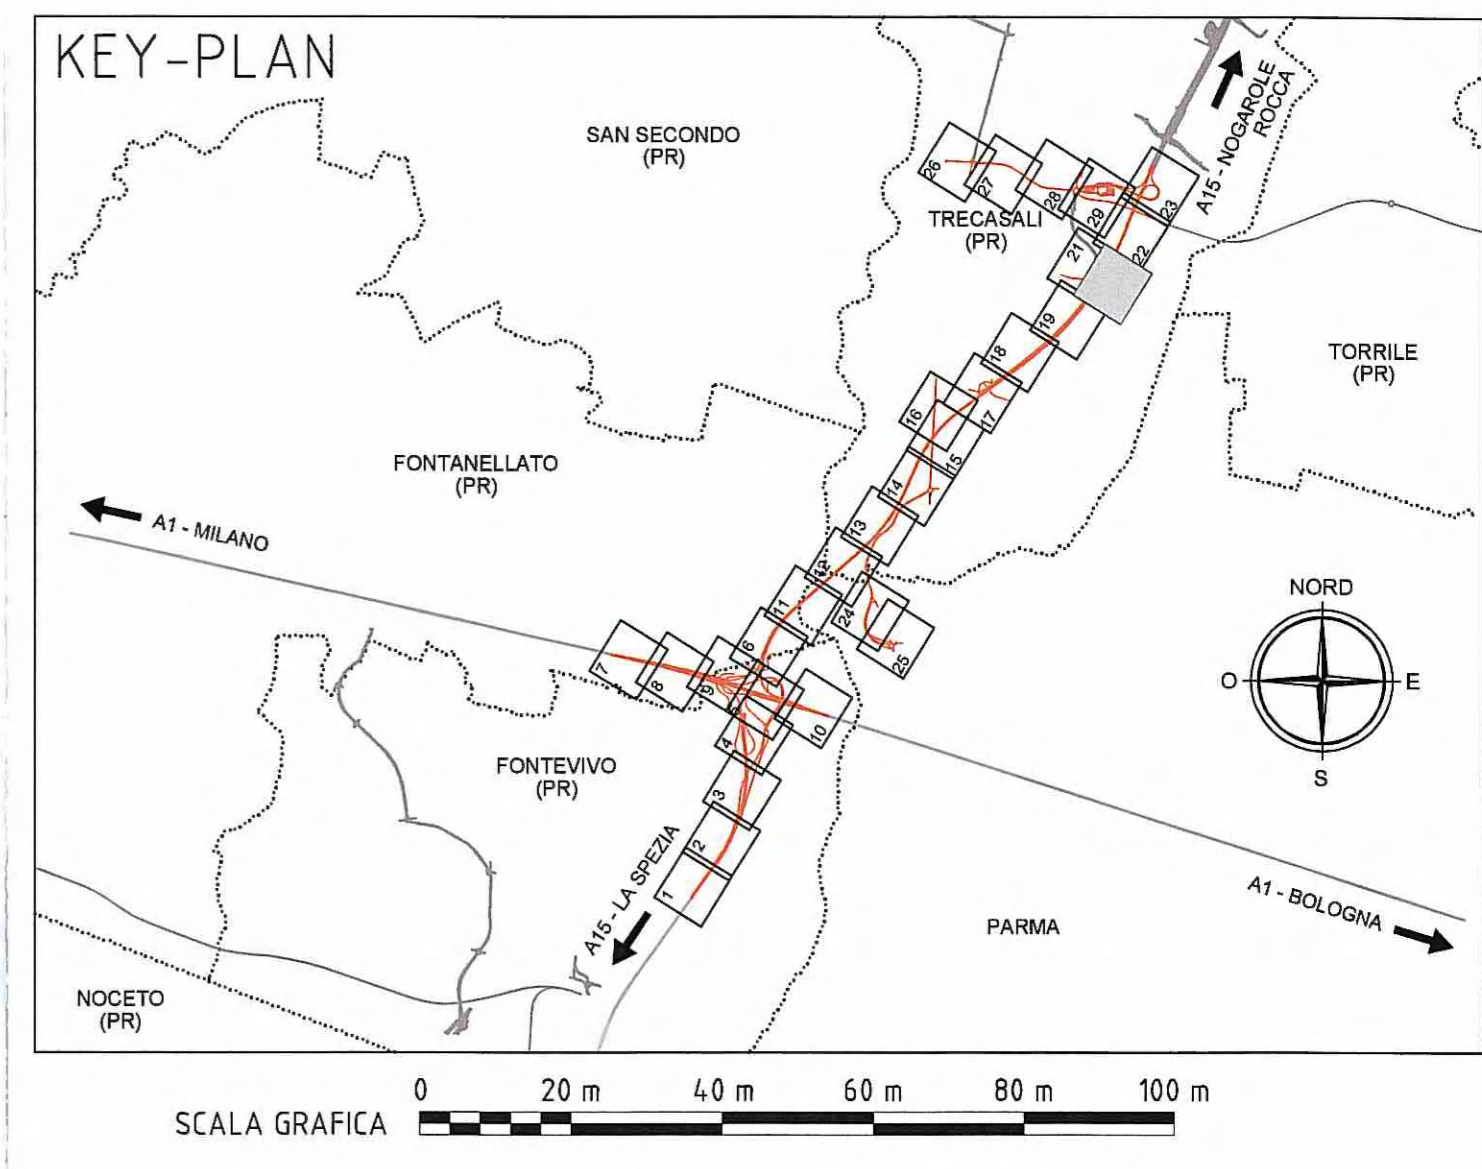 KEY-PLAN
SAN SECONDO
(PR)
A15 - NOGAROLE
ROCCA
26
27
28
29
23
TRECASALI
(PR)
21
22
19
TORRILE
(PR)
18
17
16
15
FONTANELLATO
(PR)
14
A1 - MILANO
13
12
11
24
25
NORD
O
E
S
6
7
8
9
5
10
4
FONTEVIVO
(PR)
3
2
1
A15 - LA SPEZIA
A1 - BOLOGNA
PARMA
NOCETO
(PR)
0
20 m
40 m
60 m
80 m
100 m
SCALA GRAFICA